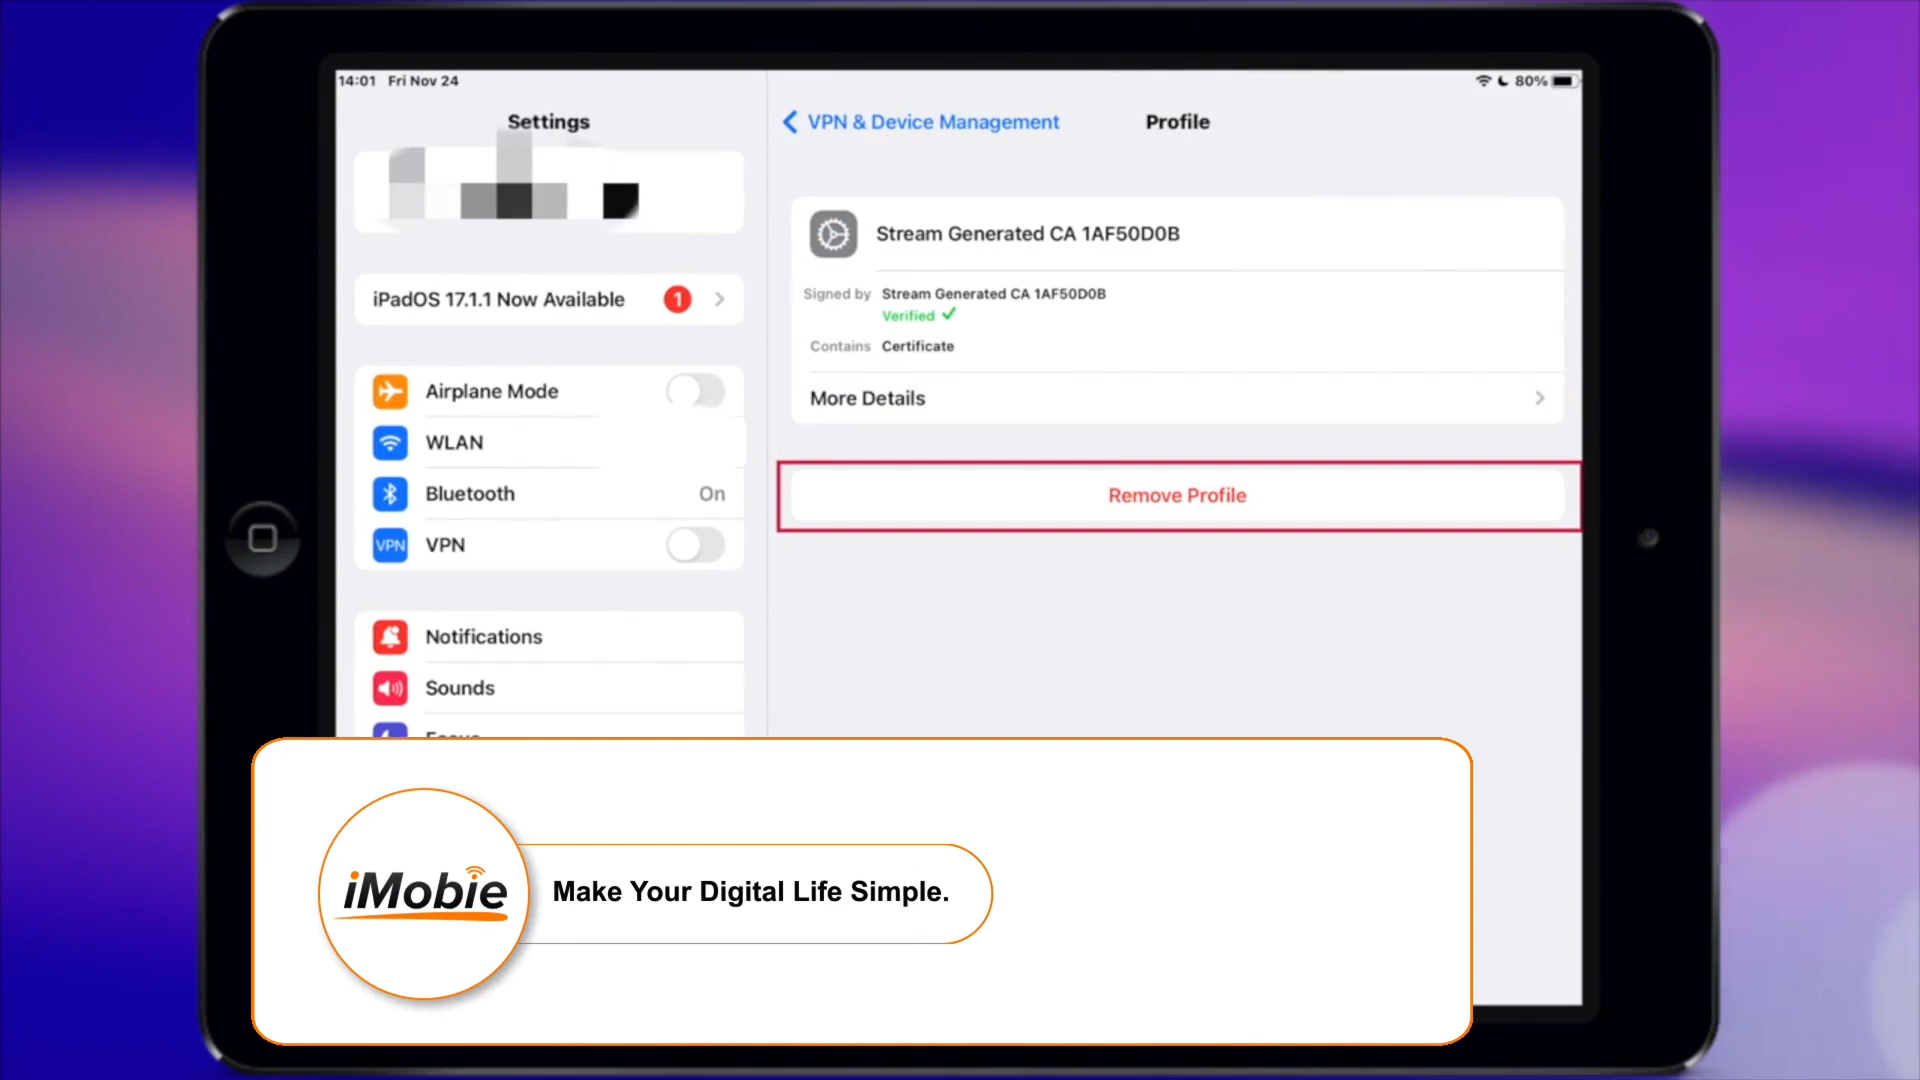 14:01 Fri Nov 24
80%
Settings
VPN & Device Management
Profile
iPadOS 17.1.1 Now Available
1
Airplane Mode
WLAN
Bluetooth
On
VPN
VPN
Notifications
Sounds
Focus
Stream Generated CA 1AF50D0B
Signed by Stream Generated CA 1AF50D0B
Verified
Contains Certificate
More Details
Remove Profile
iMobie
Make Your Digital Life Simple.